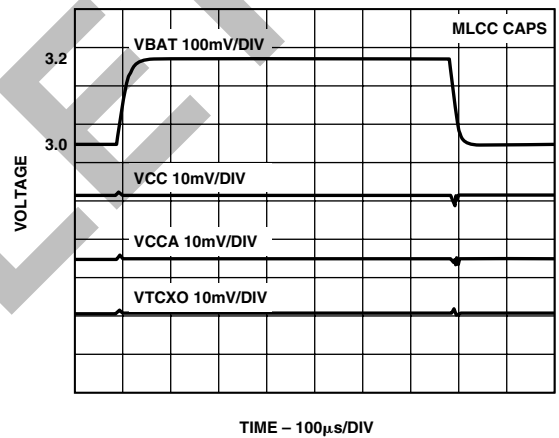 VBAT 100mV/DIV
MLCC CAPS
3.2
3.0
VCC 10mV/DIV
VOLTAGE
VCCA 10mV/DIV
VTCXO 10mV/DIV
TIME – 100μs/DIV